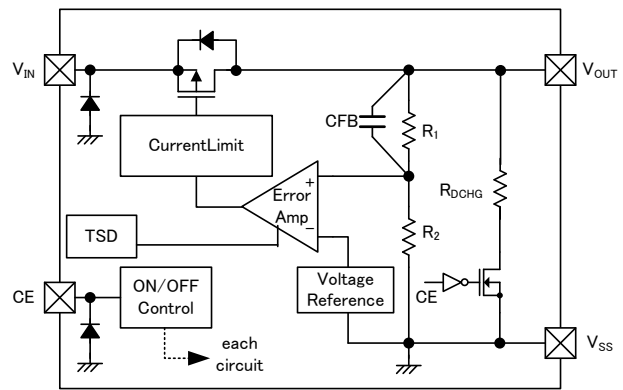 VIN
VOUT
CFB
R1
CurrentLimit
RDCHG
+
Error
Amp
−
R2
TSD
CE
ON/OFF
Control
Voltage
Reference
CE
each
circuit
VSS